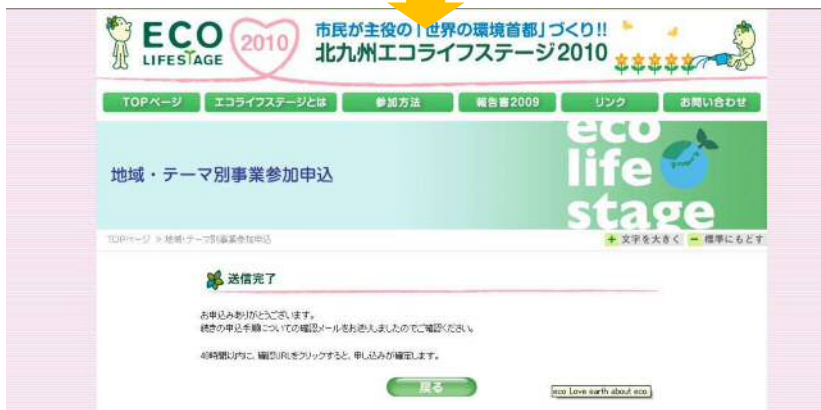 ECO
LIFESTAGE
2010
市民が主役の「世界の環境首都」づくり!!
北九州エコライフステージ2010
TOPページ
エコライフステージとは
参加方法
報告書2009
リンク
お問い合わせ
地域・テーマ別事業参加申込
eco
life
stage
TOPページ > 地域・テーマ別事業参加申込
+ 文字を大きく - 標準にもどす
送信完了
お申込みありがとうございます。
続きの申込手順についての確認メールをお送りしましたのでご確認ください。
48時間以内に、確認URLをクリックすると、申し込みが確定します。
戻る
eco Love earth about eco